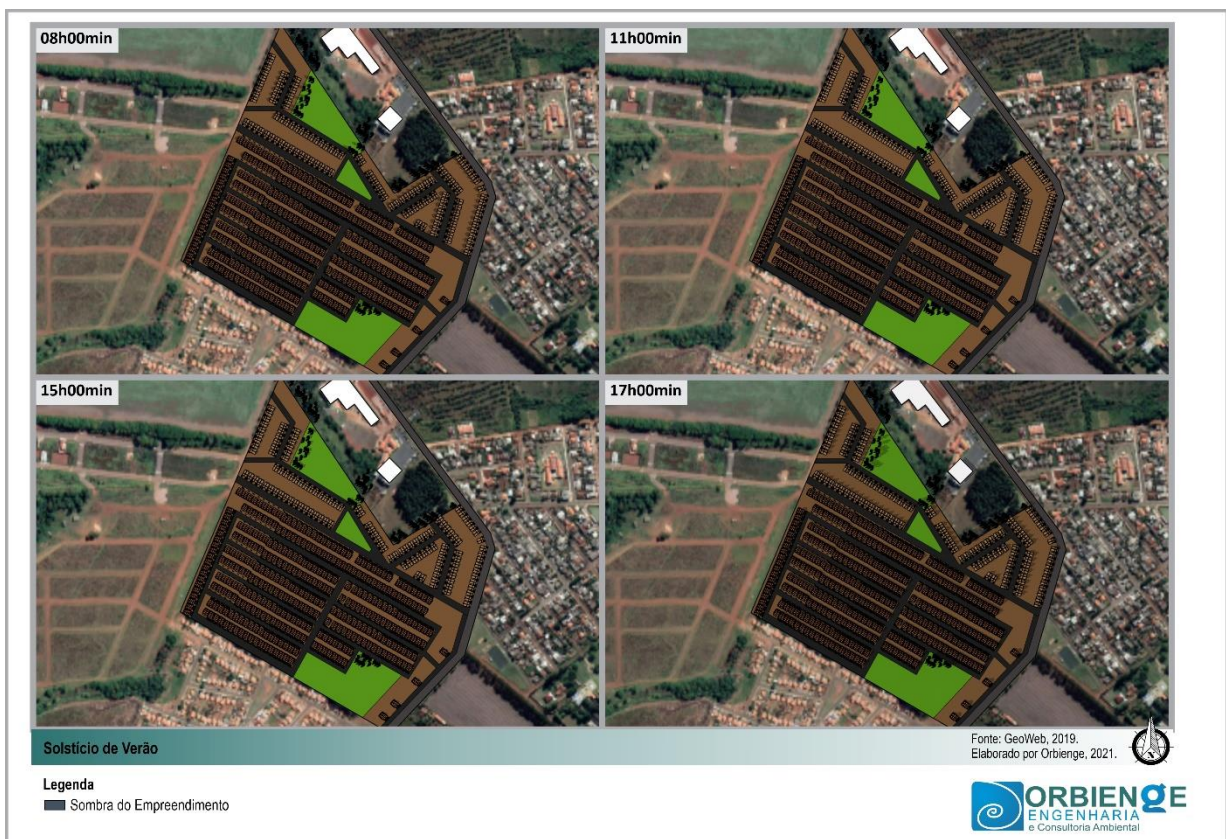 08h00min
11h00min
15h00min
17h00min
Solstício de Verão
Fonte: GeoWeb, 2019.
Elaborado por Orbienge, 2021.
N
Legenda
Sombra do Empreendimento
ORBIENGE
ENGENHARIA
e Consultoria Ambiental